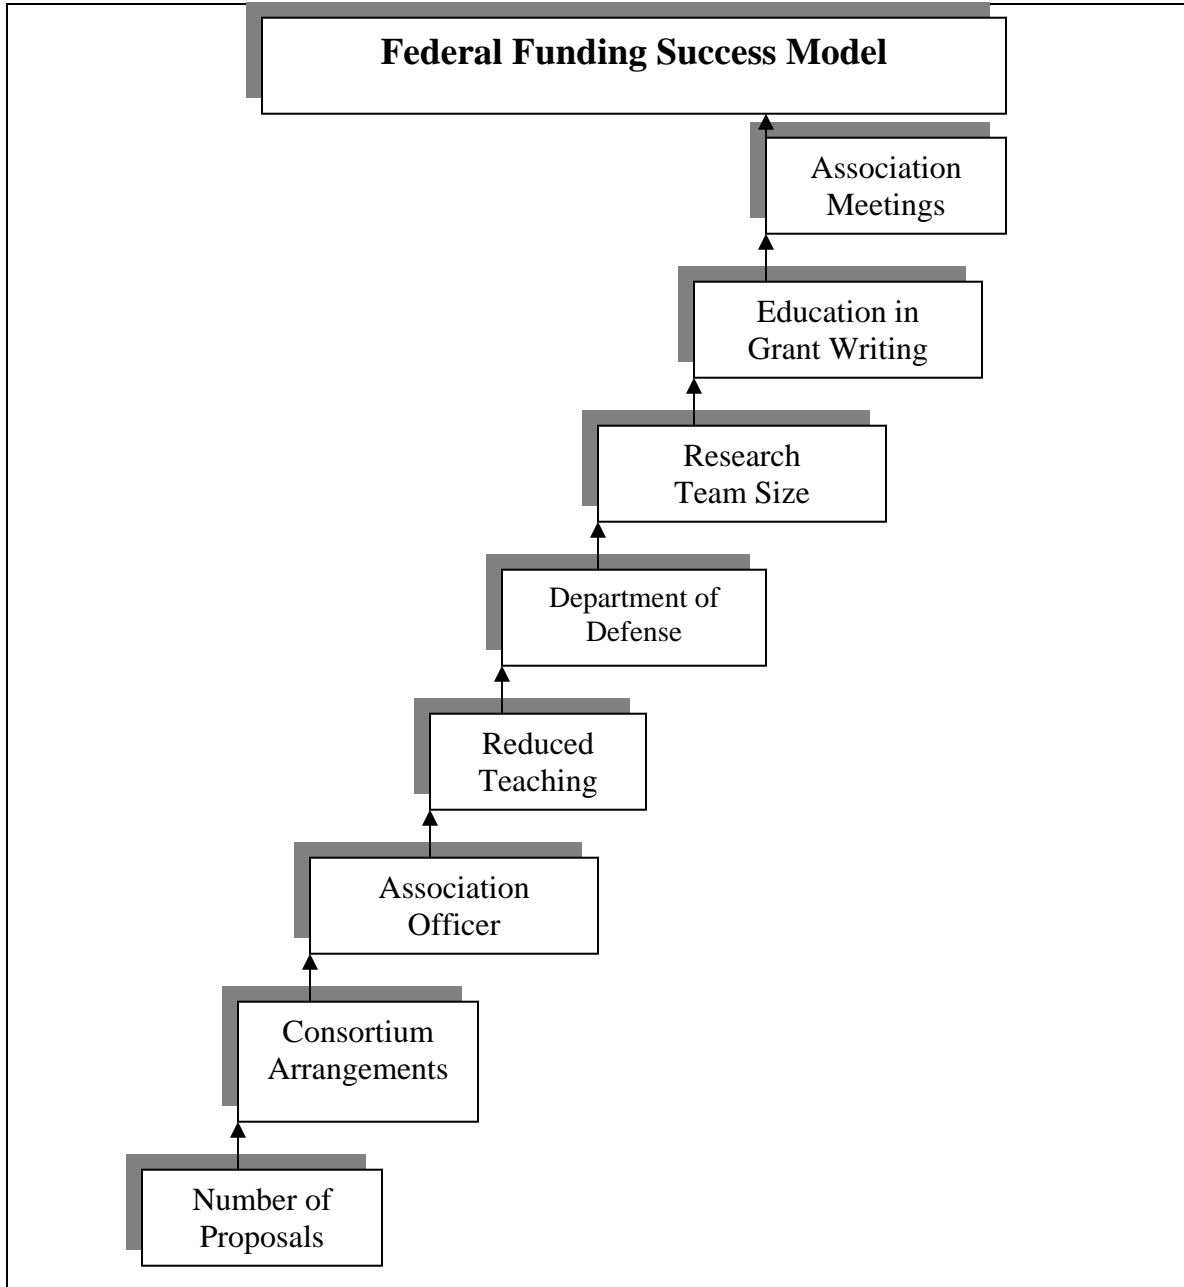 Federal Funding Success Model
Association
Meetings
Education in
Grant Writing
Research
Team Size
Department of
Defense
Reduced
Teaching
Association
Officer
Consortium
Arrangements
Number of
Proposals